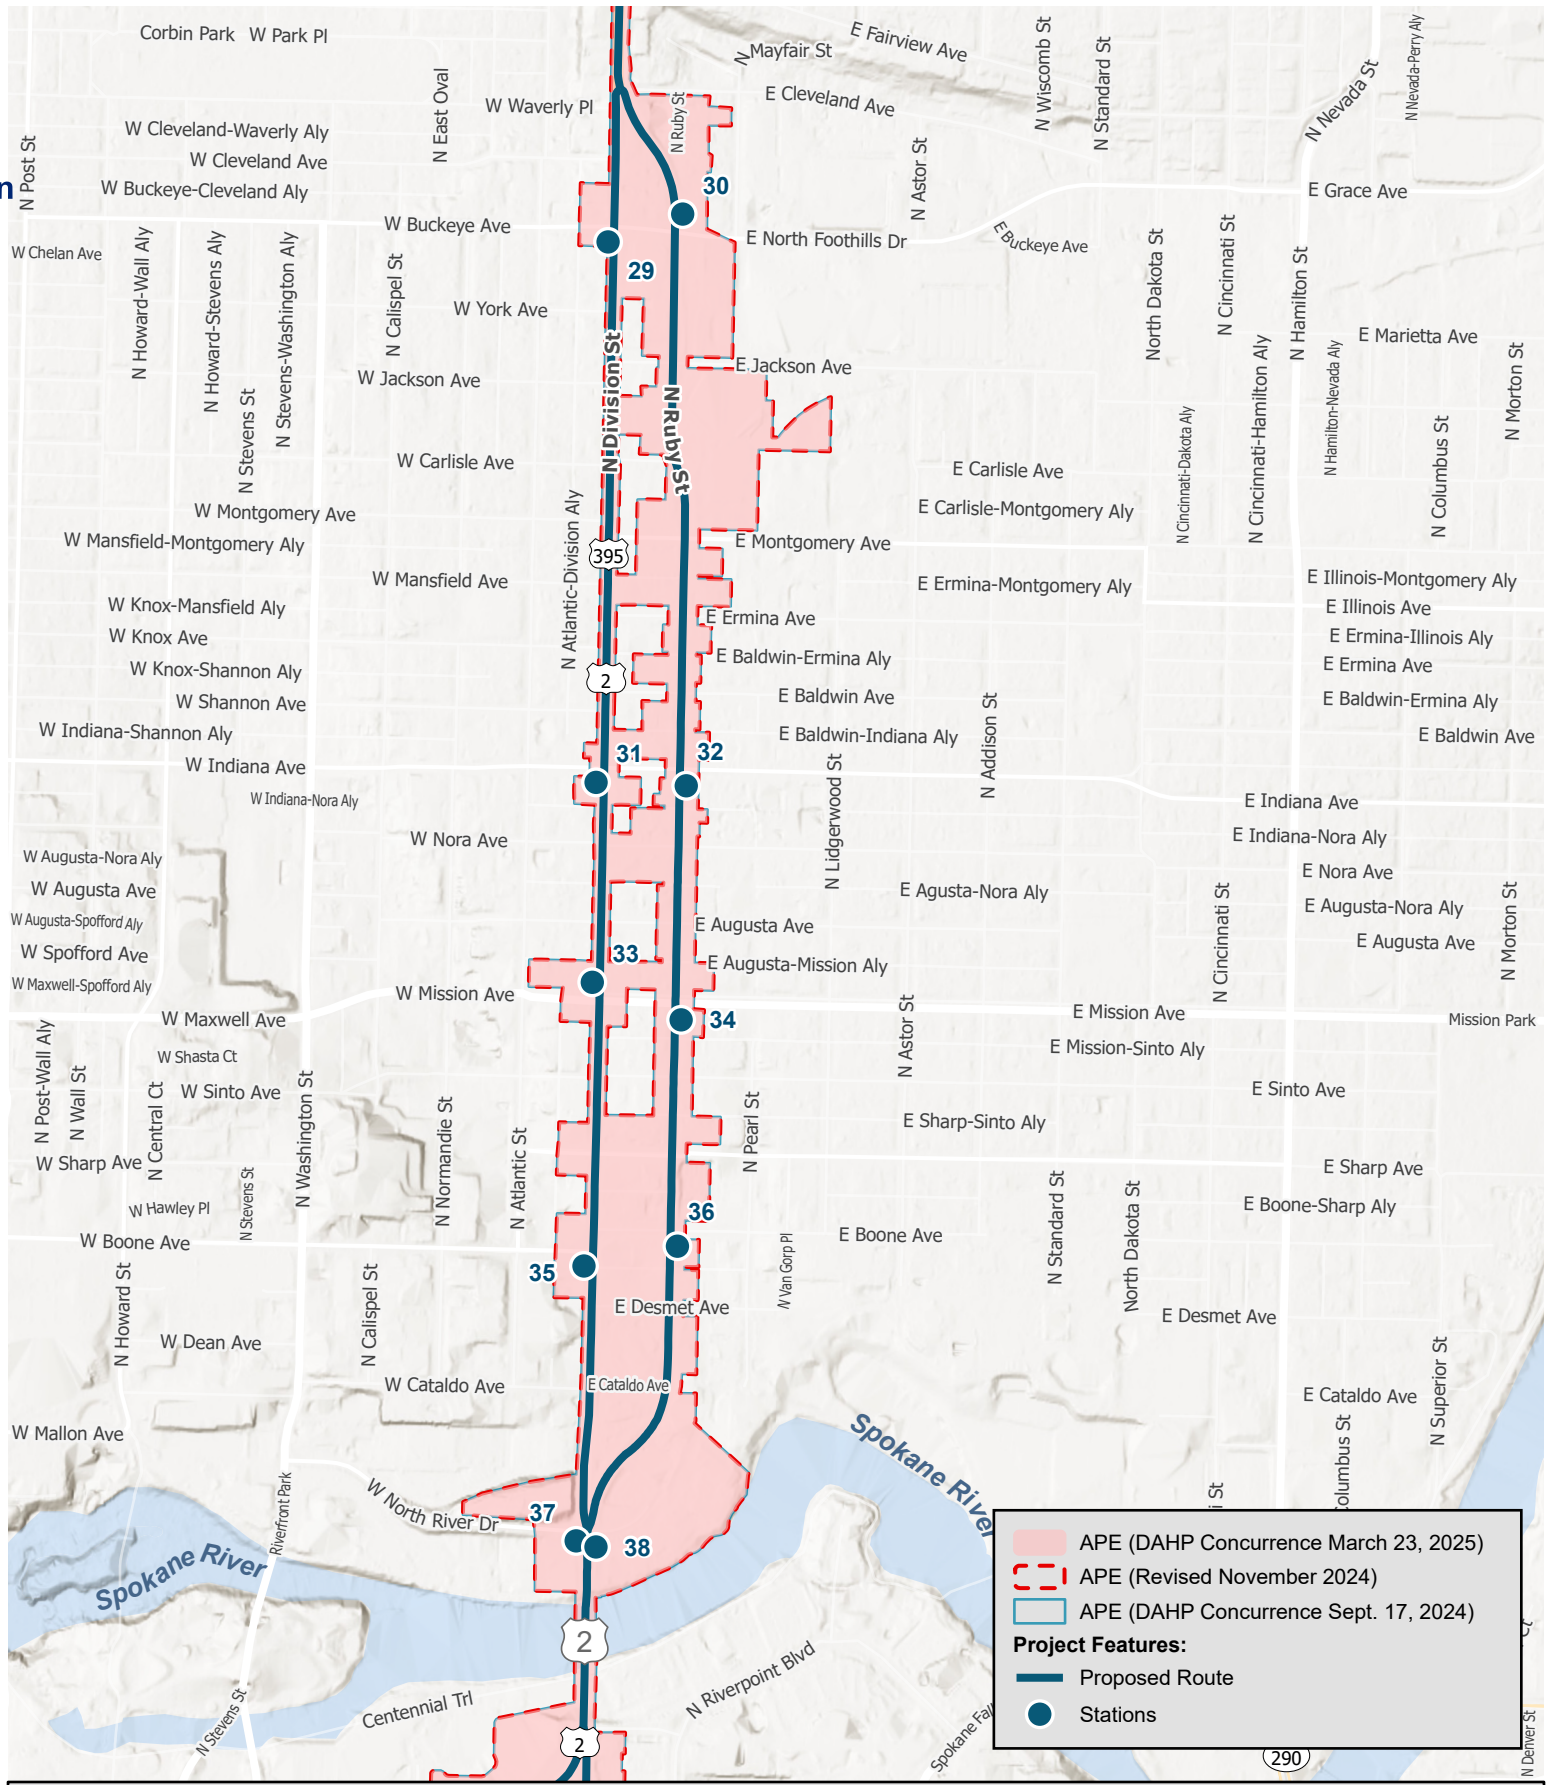 Corbin Park
W Park Pl
N Mayfair St
E Fairview Ave
N Wiscomb St
N Standard St
N Nevada-Perry Aly
N Nevada St
N East Oval
W Waverly Pl
N Ruby St
E Cleveland Ave
W Cleveland-Waverly Aly
W Cleveland Ave
N Post St
W Buckeye-Cleveland Aly
n
30
N Astor St
E Grace Ave
W Buckeye Ave
E North Foothills Dr
E Buckeye Ave
W Chelan Ave
N Howard-Wall Aly
N Howard-Stevens Aly
N Stevens-Washington Aly
N Calispel St
29
North Dakota St
N Cincinnati St
N Hamilton St
W York Ave
E Marietta Ave
W Jackson Ave
N Division St
E Jackson Ave
N Ruby St
N Stevens St
N Cincinnati-Hamilton Aly
N Hamilton-Nevada Aly
N Morton St
N Cincinnati-Dakota Aly
N Columbus St
W Carlisle Ave
E Carlisle Ave
W Montgomery Ave
E Carlisle-Montgomery Aly
N Atlantic-Division Aly
W Mansfield-Montgomery Aly
395
E Montgomery Ave
W Mansfield Ave
E Ermina-Montgomery Aly
E Illinois-Montgomery Aly
W Knox-Mansfield Aly
E Ermina Ave
E Illinois Ave
W Knox Ave
E Ermina-Illinois Aly
W Knox-Shannon Aly
E Baldwin-Ermina Aly
E Ermina Ave
2
W Shannon Ave
E Baldwin Ave
E Baldwin-Ermina Aly
W Indiana-Shannon Aly
E Baldwin-Indiana Aly
N Addison St
E Baldwin Ave
31
32
W Indiana Ave
W Indiana-Nora Aly
N Lidgerwood St
E Indiana Ave
W Nora Ave
E Indiana-Nora Aly
W Augusta-Nora Aly
E Nora Ave
W Augusta Ave
E Agusta-Nora Aly
E Augusta-Nora Aly
W Augusta-Spofford Aly
E Augusta Ave
N Cincinnati St
N Morton St
E Augusta Ave
W Spofford Ave
33
E Augusta-Mission Aly
W Maxwell-Spofford Aly
W Mission Ave
W Maxwell Ave
34
E Mission Ave
Mission Park
N Post-Wall Aly
W Shasta Ct
N Astor St
E Mission-Sinto Aly
N Wall St
N Central Ct
W Sinto Ave
N Washington St
E Sinto Ave
N Normandie St
N Atlantic St
N Pearl St
E Sharp-Sinto Aly
W Sharp Ave
N Stevens St
E Sharp Ave
W Hawley Pl
36
N Standard St
North Dakota St
E Boone-Sharp Aly
W Boone Ave
E Boone Ave
N Van Gorp Pl
35
N Howard St
N Calispel St
E Desmet Ave
E Desmet Ave
W Dean Ave
N Superior St
W Cataldo Ave
E Cataldo Ave
E Cataldo Ave
W Mallon Ave
Spokane River
Columbus St
i St
Riverfront Park
W North River Dr
37
38
Spokane River
2
Centennial Trl
N Riverpoint Blvd
N Stevens St
2
Spokane Fal
Ct
N Denver St
290
APE (DAHP Concurrence March 23, 2025)
APE (Revised November 2024)
APE (DAHP Concurrence Sept. 17, 2024)
Project Features:
Proposed Route
Stations